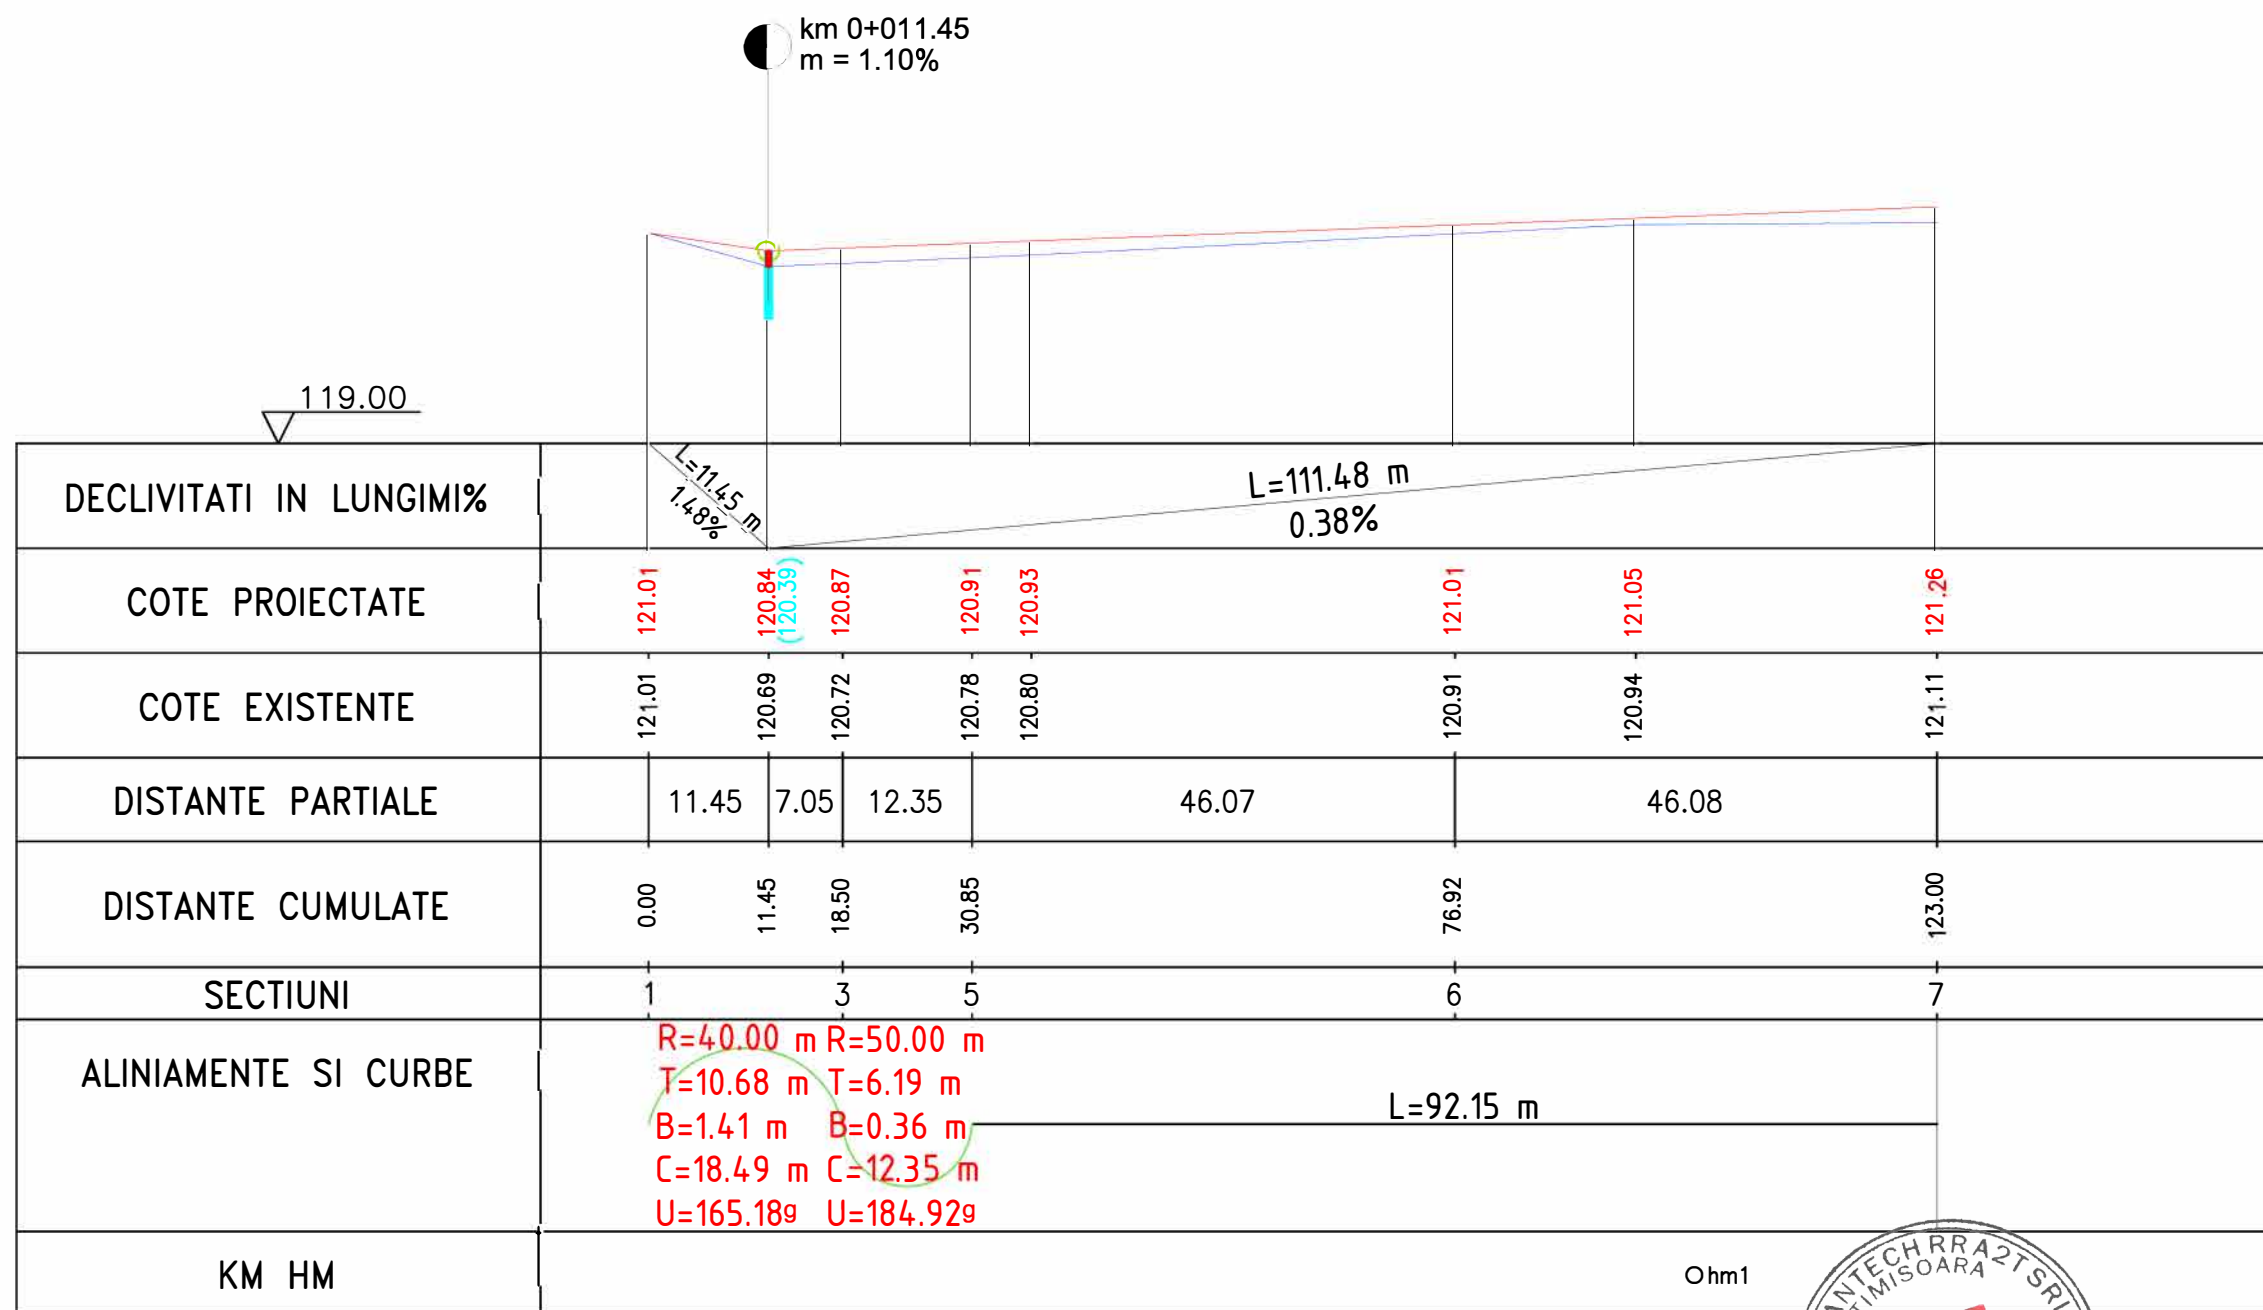 km 0+011.45
m = 1.10%
119.00
DECLIVITATI IN LUNGIMI%
L=11.45 m
1.48%
L=111.48 m
0.38%
COTE PROIECTATE
121.01
120.84
(120.39)
120.87
120.91
120.93
121.01
121.05
121.26
COTE EXISTENTE
121.01
120.69
120.72
120.78
120.80
120.91
120.94
121.11
DISTANTE PARTIALE
11.45
7.05
12.35
46.07
46.08
DISTANTE CUMULATE
0.00
11.45
18.50
30.85
76.92
123.00
SECTIUNI
1
3
5
6
7
ALINIAMENTE SI CURBE
R=40.00 m
T=10.68 m
B=1.41 m
C=18.49 m
U=165.18g
R=50.00 m
T=6.19 m
B=0.36 m
C=12.35 m
U=184.92g
L=92.15 m
KM HM
0hm1
ANTECH RRA2T SRL
TIMISOARA